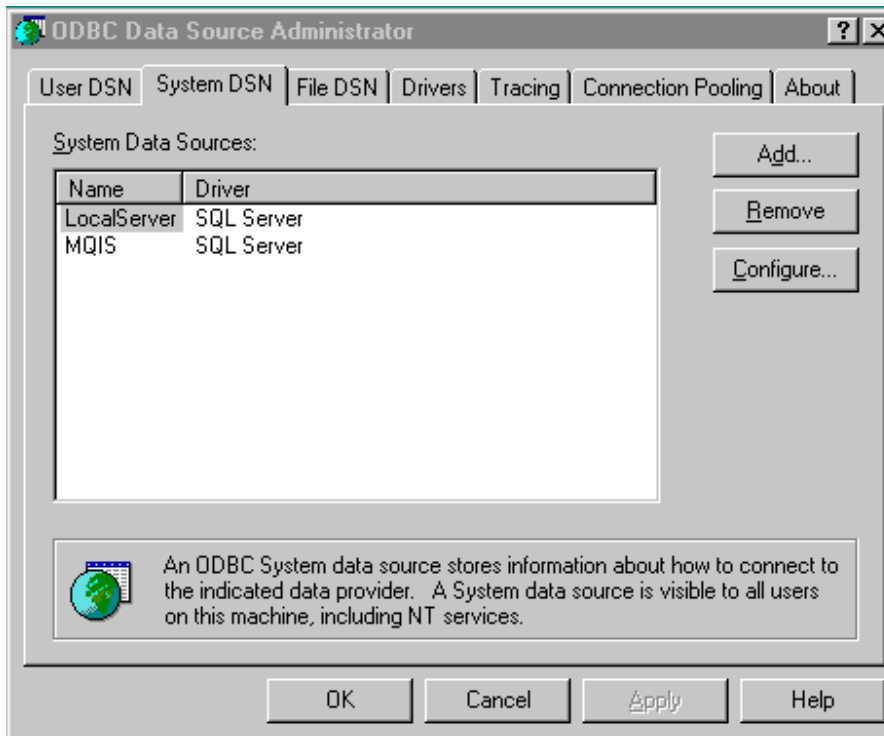 ODBC Data Source Administrator
User DSN System DSN File DSN Drivers Tracing Connection Pooling About
System Data Sources:
Add...
Name Driver
LocalServer SQL Server
Remove
MQIS SQL Server
Configure...
An ODBC System data source stores information about how to connect to
the indicated data provider. A System data source is visible to all users
on this machine, including NT services.
OK Cancel Apply Help